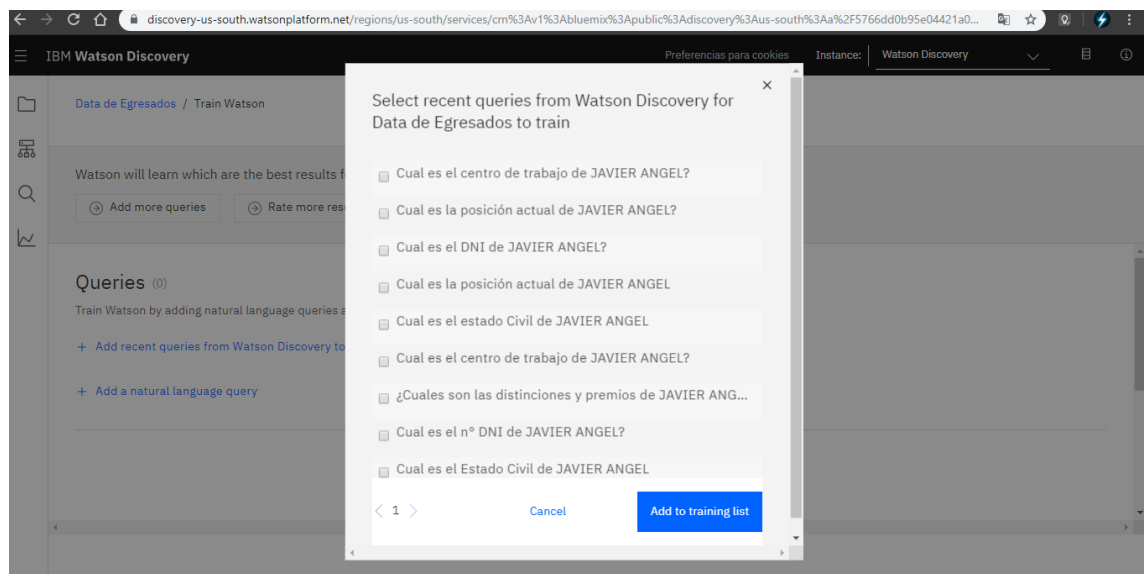 discovery-us-south.watsonplatform.net/regions/us-south/services/crn%3Av1%3Abluemix%3Apublic%3Adiscovery%3Aus-south%3Aa%2F5766dd0b95e04421a0...
IBM Watson Discovery
Preferencias para cookies
Instance:
Watson Discovery
Data de Egresados / Train Watson
Watson will learn which are the best results f
Add more queries
Rate more res
Queries (0)
Train Watson by adding natural language queries a
+ Add recent queries from Watson Discovery to
+ Add a natural language query
Select recent queries from Watson Discovery for
Data de Egresados to train
Cual es el centro de trabajo de JAVIER ANGEL?
Cual es la posición actual de JAVIER ANGEL?
Cual es el DNI de JAVIER ANGEL?
Cual es la posición actual de JAVIER ANGEL
Cual es el estado Civil de JAVIER ANGEL
Cual es el centro de trabajo de JAVIER ANGEL?
¿Cuales son las distinciones y premios de JAVIER ANG...
Cual es el n° DNI de JAVIER ANGEL?
Cual es el Estado Civil de JAVIER ANGEL
< 1 >
Cancel
Add to training list